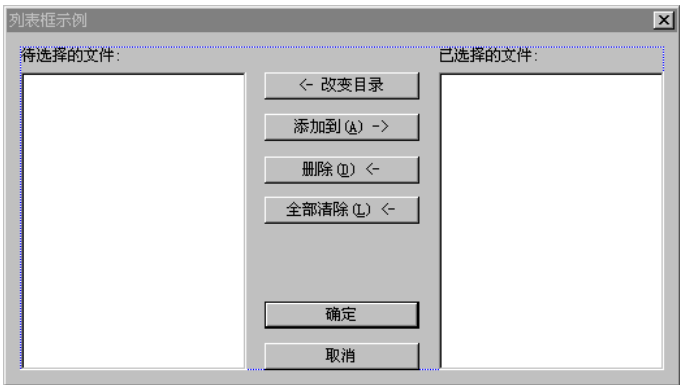 列表框示例
待选择的文件:
已选择的文件:
<- 改变目录
添加到(A) ->
删除(D) <-
全部清除(L) <-
确定
取消